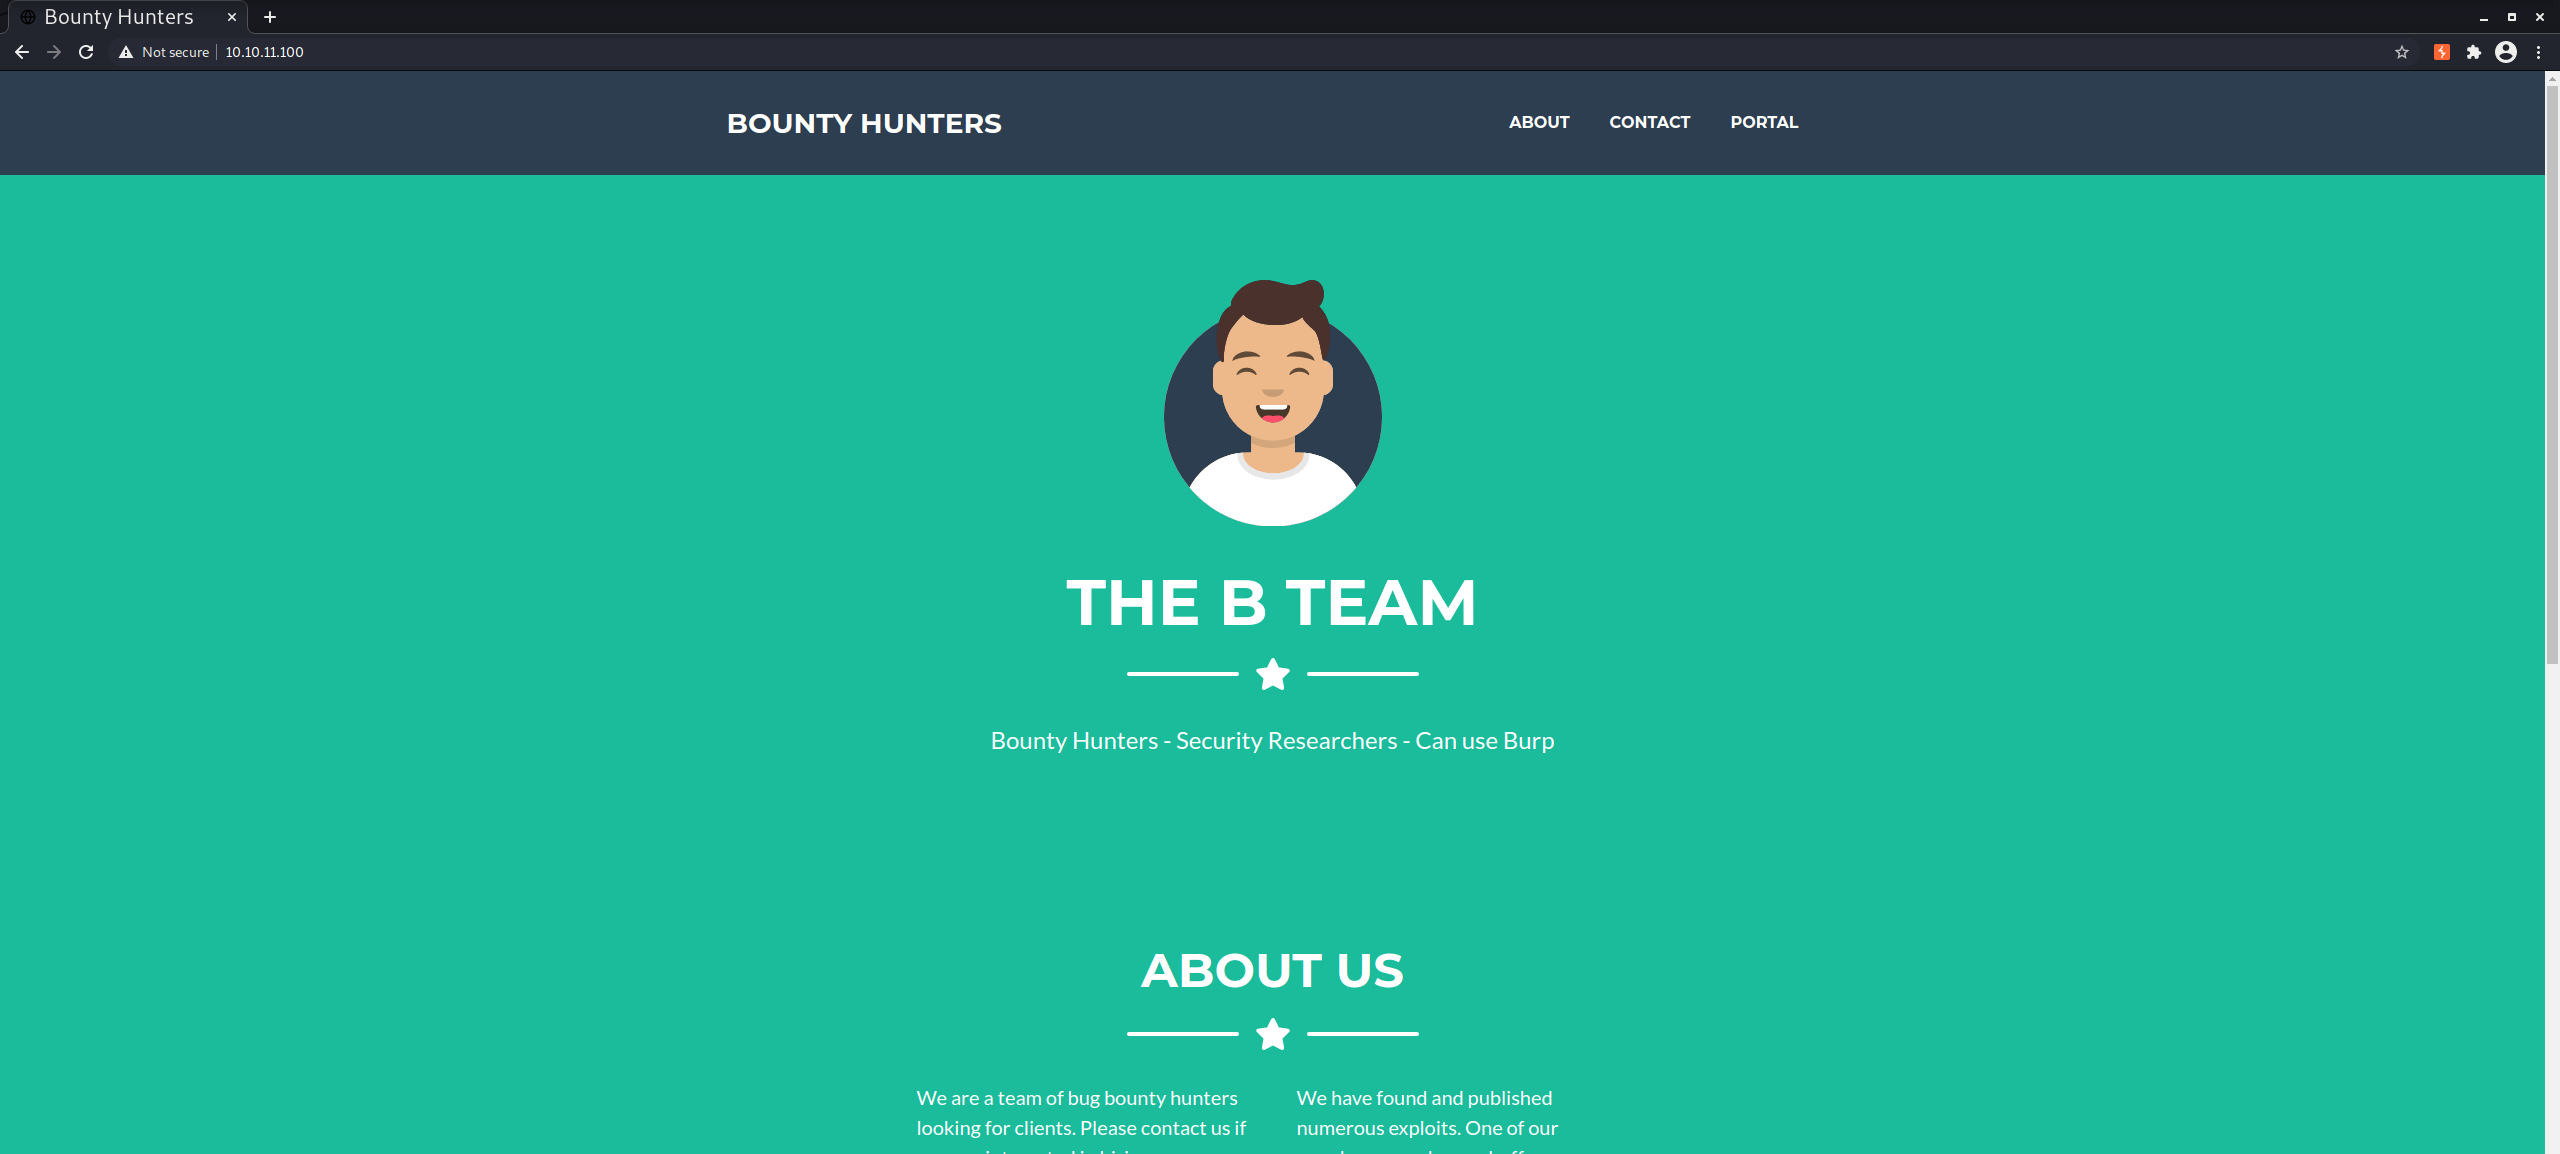 Bounty Hunters
Not secure
10.10.11.100
BOUNTY HUNTERS
ABOUT
CONTACT
PORTAL
THE B TEAM
Bounty Hunters - Security Researchers - Can use Burp
ABOUT US
We are a team of bug bounty hunters
looking for clients. Please contact us if
We have found and published
numerous exploits. One of our